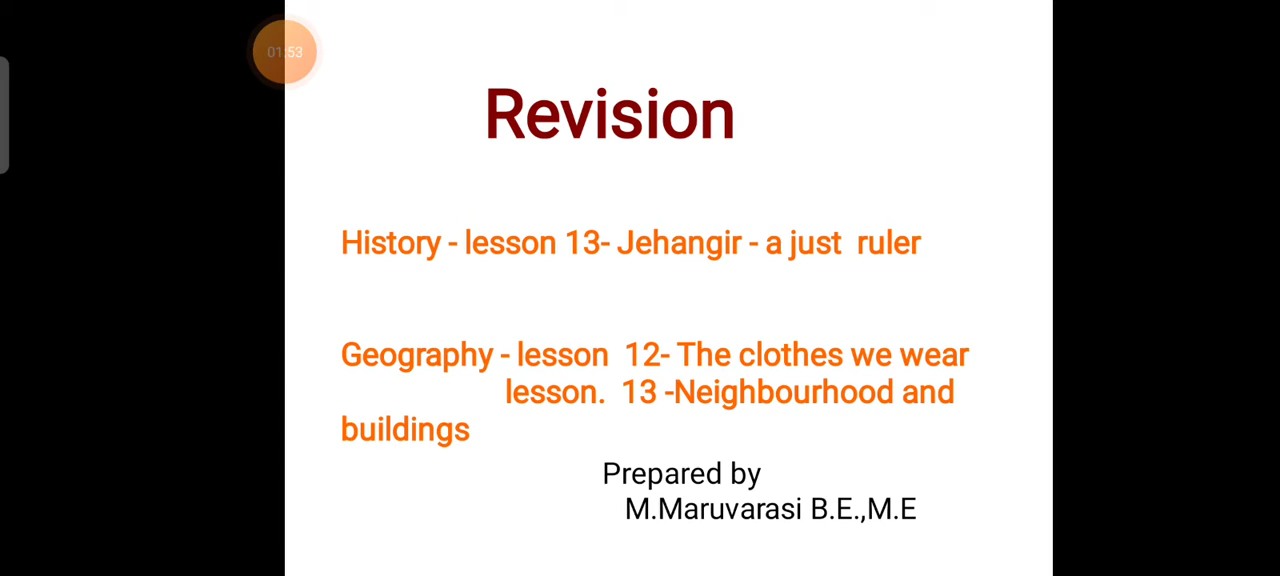 01:53
Revision
History - lesson 13- Jehangir - a just ruler
Geography - lesson 12- The clothes we wear
lesson. 13 -Neighbourhood and
buildings
Prepared by
M.Maruvarasi B.E.,M.E